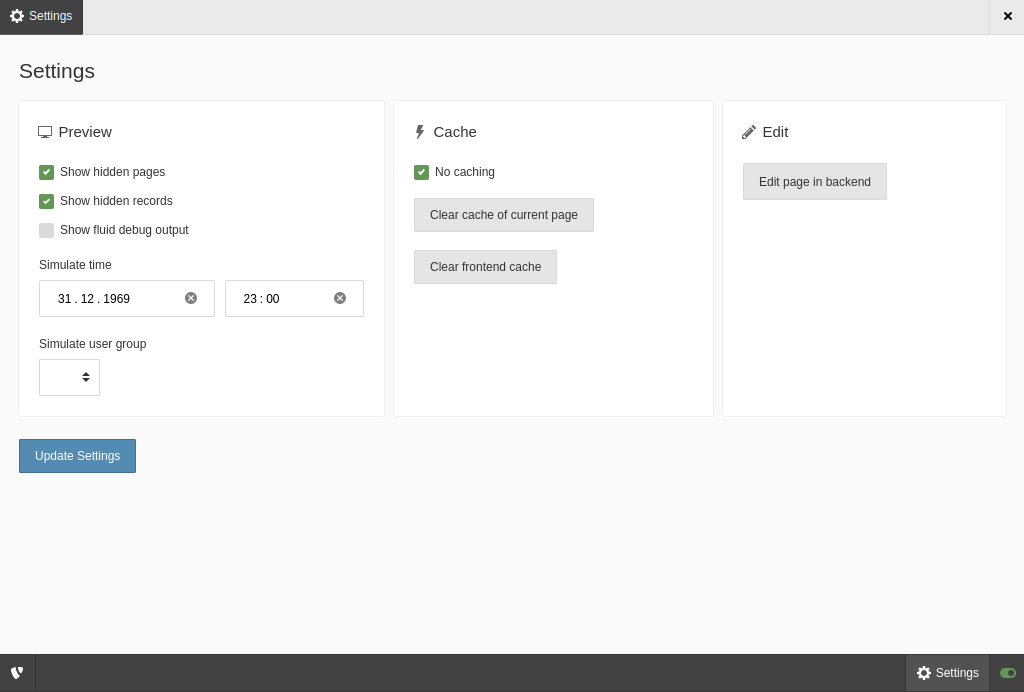 Settings
Settings
Preview
Show hidden pages
Show hidden records
Show fluid debug output
Simulate time
31 . 12 . 1969
23 : 00
Simulate user group
Cache
No caching
Clear cache of current page
Clear frontend cache
Edit
Edit page in backend
Update Settings
Settings